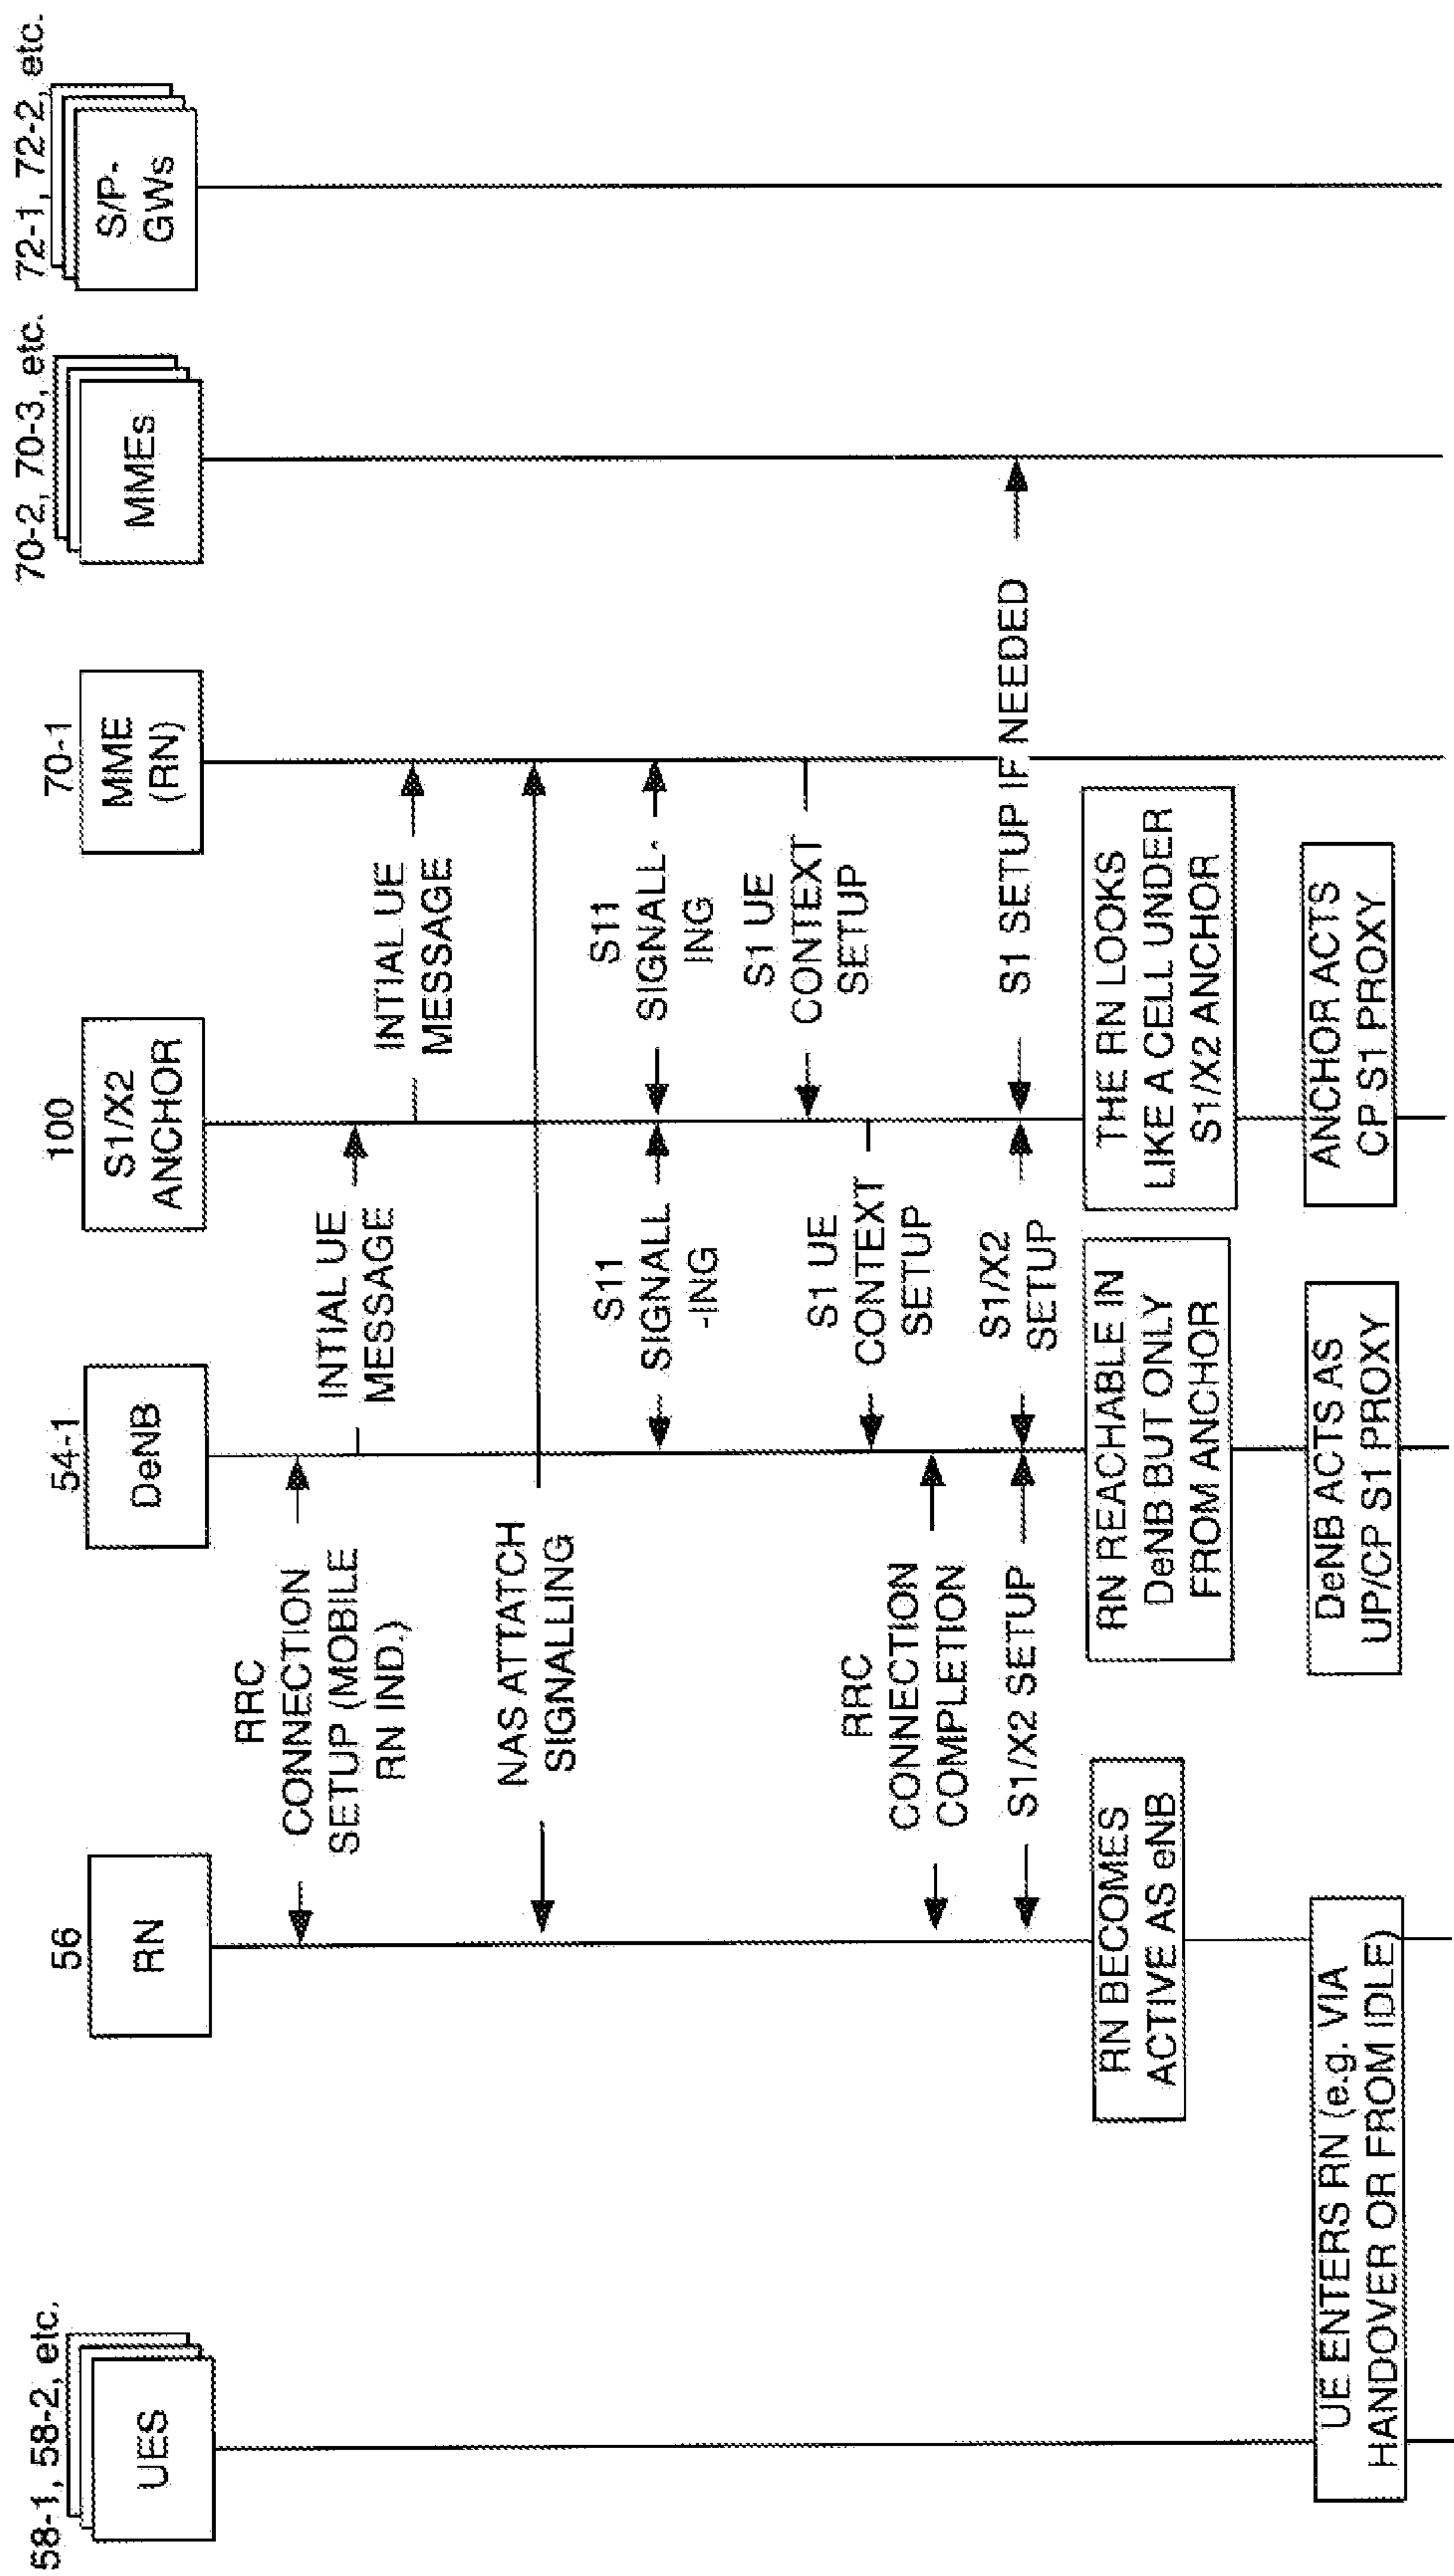 58-1, 58-2, etc.
UES
56
RN
54-1
DeNB
100
S1/X2
ANCHOR
70-1
MME
(RN)
70-2, 70-3, etc.
MMEs
72-1, 72-2, etc.
S/P-
GWs
RRC
CONNECTION
SETUP (MOBILE
RN IND.)
INTIAL UE
MESSAGE
INTIAL UE
MESSAGE
NAS ATTATCH
SIGNALLING
S11
SIGNALL
-ING
S11
SIGNALL-
ING
S1 UE
CONTEXT
SETUP
S1 UE
CONTEXT
SETUP
RRC
CONNECTION
COMPLETION
S1/X2 SETUP
S1/X2
SETUP
S1 SETUP IF NEEDED
RN BECOMES
ACTIVE AS eNB
RN REACHABLE IN
DeNB BUT ONLY
FROM ANCHOR
THE RN LOOKS
LIKE A CELL UNDER
S1/X2 ANCHOR
UE ENTERS RN (e.g. VIA
HANDOVER OR FROM IDLE)
DeNB ACTS AS
UP/CP S1 PROXY
ANCHOR ACTS
CP S1 PROXY